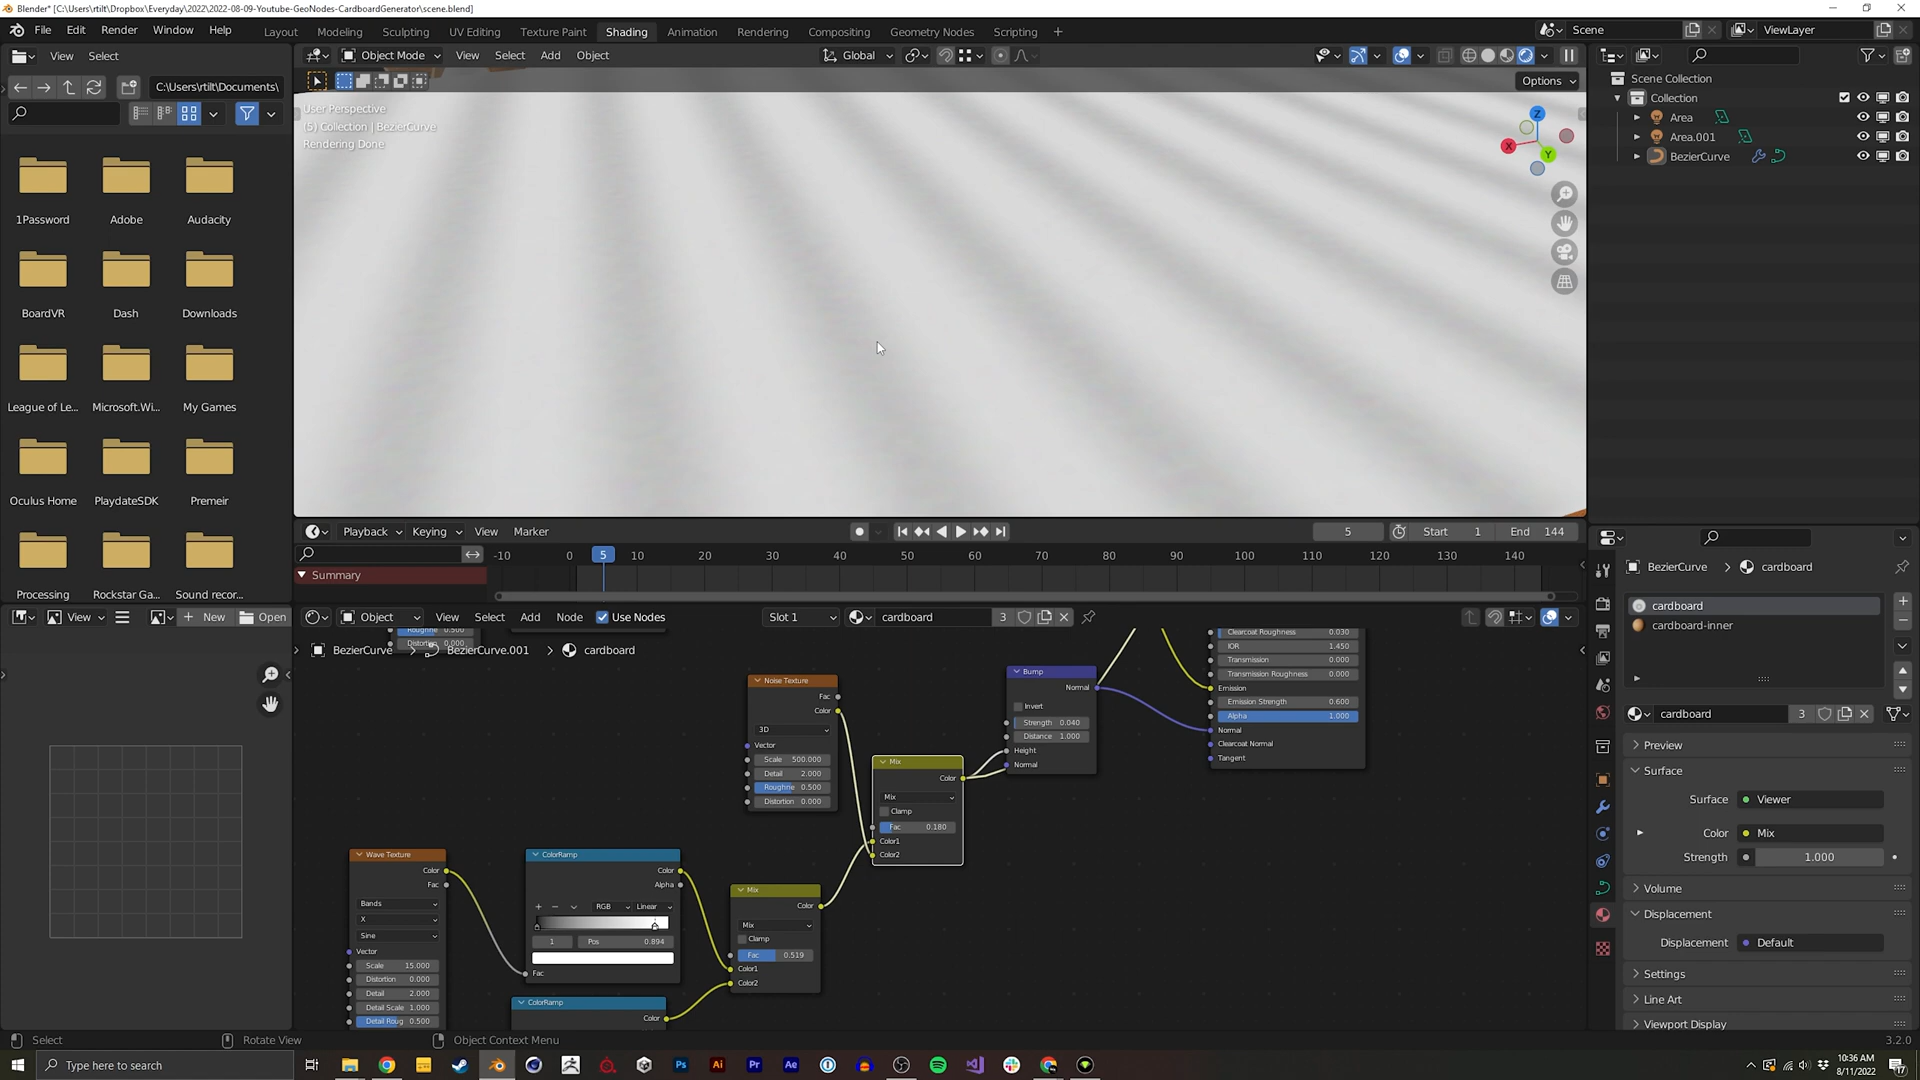 Blender* [C:\Users\rtilt\Dropbox\Everyday\2022\2022-08-09-Youtube-GeoNodes-CardboardGenerator\scene.blend]
File Edit Render Window Help
Layout Modeling Sculpting UV Editing Texture Paint Shading Animation Rendering Compositing Geometry Nodes Scripting +
Scene
ViewLayer
View Select
Object Mode View Select Add Object
Global
C:\Users\rtilt\Documents\
Options
Scene Collection
Collection
Area
Area.001
BezierCurve
User Perspective
(5) Collection | BezierCurve
Rendering Done
Z
X
Y
1Password Adobe Audacity
BoardVR Dash Downloads
League of Le... Microsoft.Wi... My Games
Oculus Home PlaydateSDK Premeir
Processing Rockstar Ga... Sound recor...
Playback Keying View Marker
5 Start 1 End 144
-10 0 5 10 20 30 40 50 60 70 80 90 100 110 120 130 140
Summary
View New Open
Object View Select Add Node Use Nodes Slot 1 cardboard 3
BezierCurve > BezierCurve.001 > cardboard
Roughne 0.500
Distortion 0.000
Noise Texture
Fac
Color
3D
Vector
Scale 500.000
Detail 2.000
Roughne 0.500
Distortion 0.000
Mix
Color
Mix
Clamp
Fac 0.180
Color1
Color2
Bump
Normal
Invert
Strength 0.040
Distance 1.000
Height
Normal
Clearcoat Roughness 0.030
IOR 1.450
Transmission 0.000
Transmission Roughness 0.000
Emission
Emission Strength 0.600
Alpha 1.000
Normal
Clearcoat Normal
Tangent
Wave Texture
Color
Fac
Bands
X
Sine
Vector
Scale 15.000
Distortion 0.000
Detail 2.000
Detail Scale 1.000
Detail Roug 0.500
ColorRamp
Color
Alpha
+ − RGB Linear
1 Pos 0.894
Fac
ColorRamp
Color
Mix
Color
Mix
Clamp
Fac 0.519
Color1
Color2
BezierCurve > cardboard
cardboard
cardboard-inner
cardboard 3
Preview
Surface
Surface Viewer
Color Mix
Strength 1.000
Volume
Displacement
Displacement Default
Settings
Line Art
Viewport Display
Select Rotate View Object Context Menu 3.2.0
Type here to search
Ps Ai Pr Ae
10:36 AM
8/11/2022
17